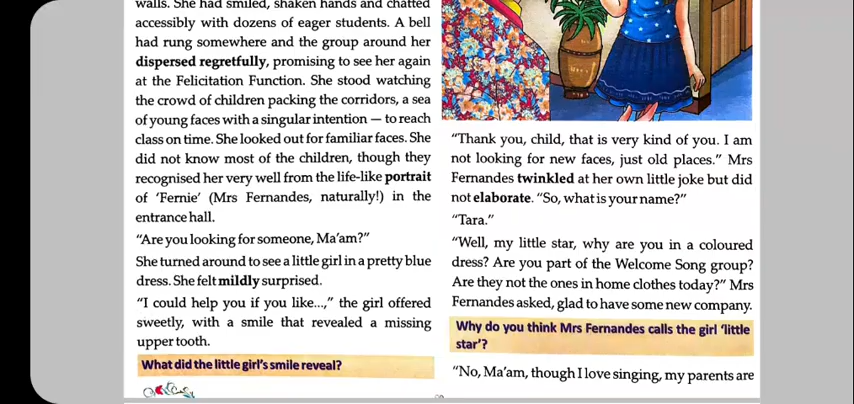 walls. She had smiled, shaken hands and chatted
accessibly with dozens of eager students. A bell
had rung somewhere and the group around her
dispersed regretfully, promising to see her again
at the Felicitation Function. She stood watching
the crowd of children packing the corridors, a sea
of young faces with a singular intention — to reach
class on time. She looked out for familiar faces. She
did not know most of the children, though they
recognised her very well from the life-like portrait
of ‘Fernie’ (Mrs Fernandes, naturally!) in the
entrance hall.
“Are you looking for someone, Ma’am?”
She turned around to see a little girl in a pretty blue
dress. She felt mildly surprised.
“I could help you if you like...,” the girl offered
sweetly, with a smile that revealed a missing
upper tooth.
What did the little girl’s smile reveal?
“Thank you, child, that is very kind of you. I am
not looking for new faces, just old places.” Mrs
Fernandes twinkled at her own little joke but did
not elaborate. “So, what is your name?”
“Tara.”
“Well, my little star, why are you in a coloured
dress? Are you part of the Welcome Song group?
Are they not the ones in home clothes today?” Mrs
Fernandes asked, glad to have some new company.
Why do you think Mrs Fernandes calls the girl ‘little
star’?
“No, Ma’am, though I love singing, my parents are